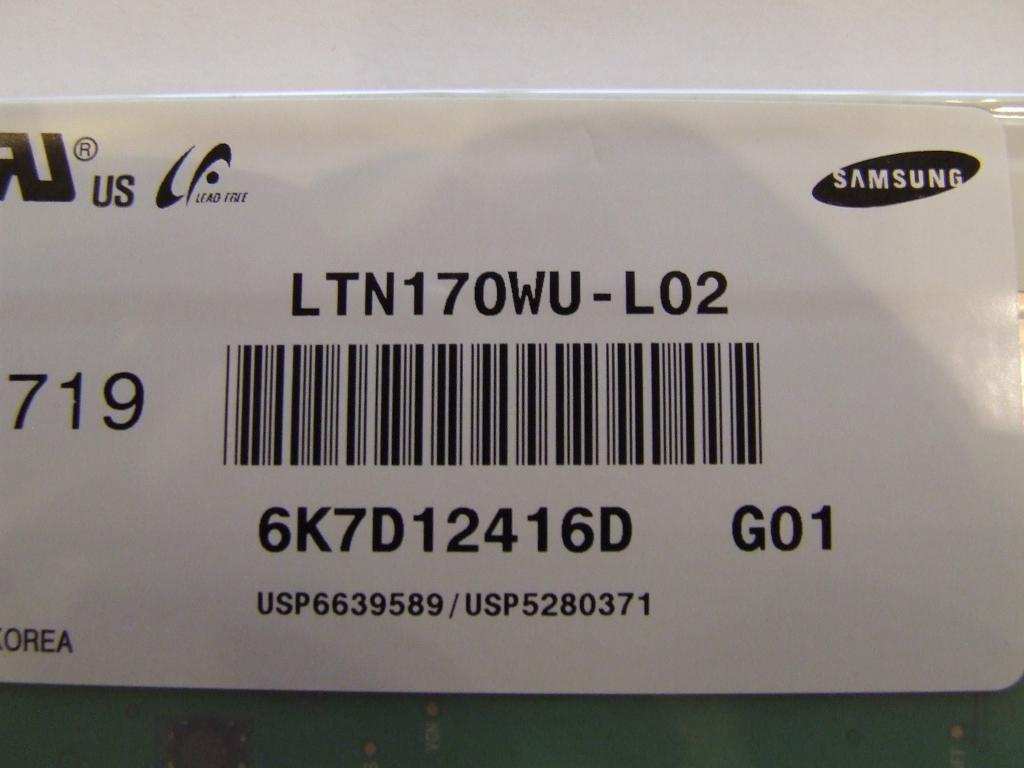 ® US LEAD FREE
SAMSUNG
LTN170WU-L02
719
6K7D12416D G01
USP6639589/USP5280371
KOREA